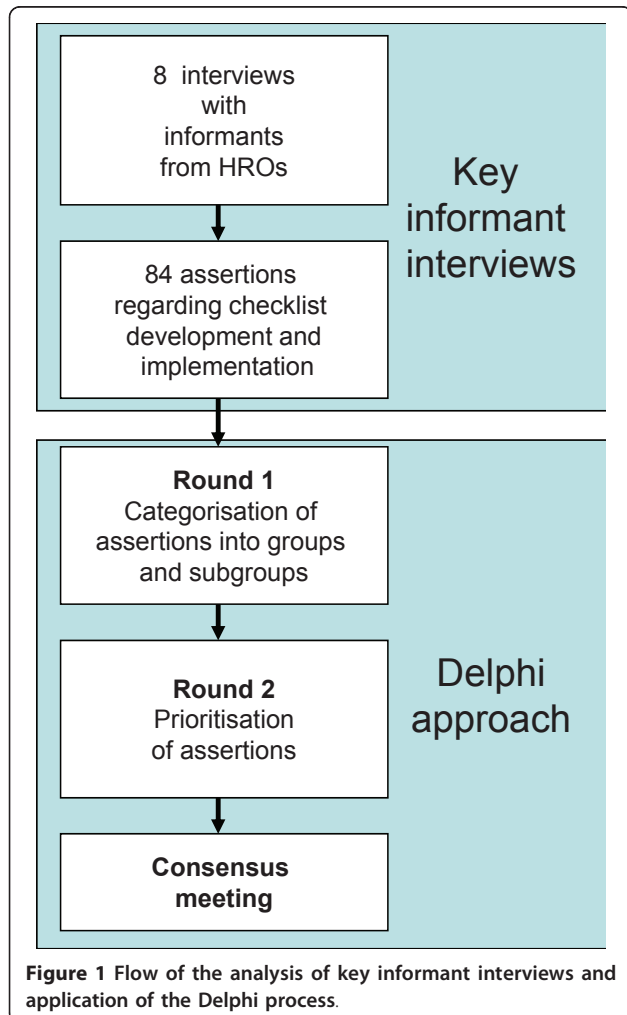 8 interviews
with
informants
from HROs
Key
informant
interviews
84 assertions
regarding checklist
development and
implementation
Round 1
Categorisation of
assertions into groups
and subgroups
Delphi
approach
Round 2
Prioritisation
of assertions
Consensus
meeting
Figure 1 Flow of the analysis of key informant interviews and
application of the Delphi process.